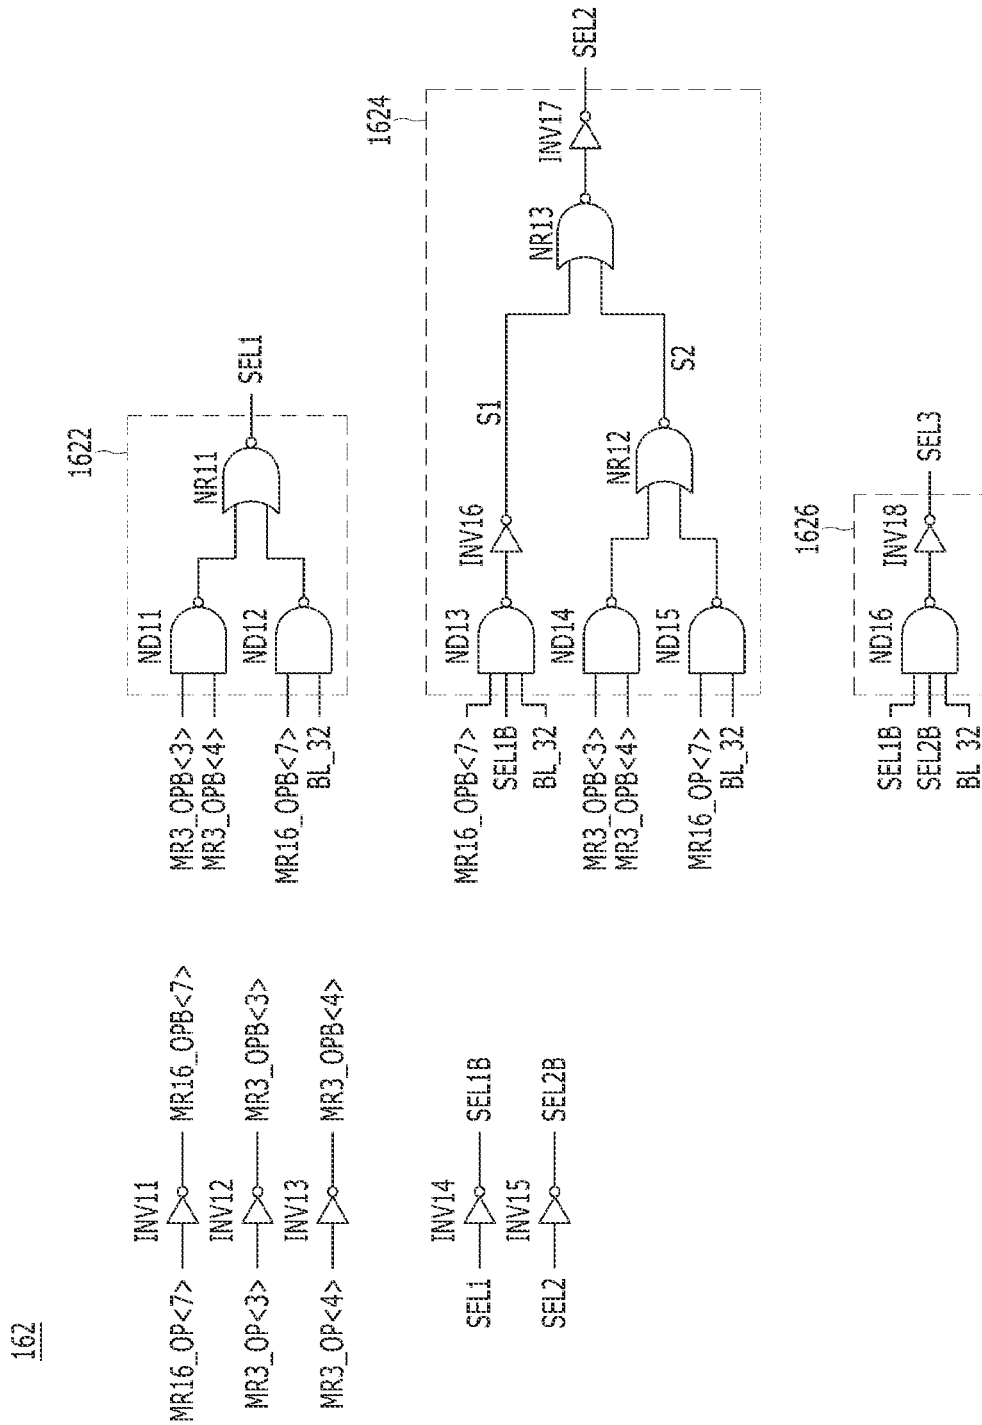 162
MR16_OP<7> INV11 MR16_OPB<7>
MR3_OP<3> INV12 MR3_OPB<3>
MR3_OP<4> INV13 MR3_OPB<4>
SEL1 INV14 SEL1B
SEL2 INV15 SEL2B
1622
MR3_OPB<3>
MR3_OPB<4>
ND11
MR16_OPB<7>
BL_32
ND12
NR11
SEL1
1624
MR16_OPB<7>
SEL1B
BL_32
ND13
INV16
S1
MR3_OPB<3>
MR3_OPB<4>
ND14
MR16_OP<7>
BL_32
ND15
NR12
S2
NR13
INV17
SEL2
1626
SEL1B
SEL2B
BL_32
ND16
INV18
SEL3